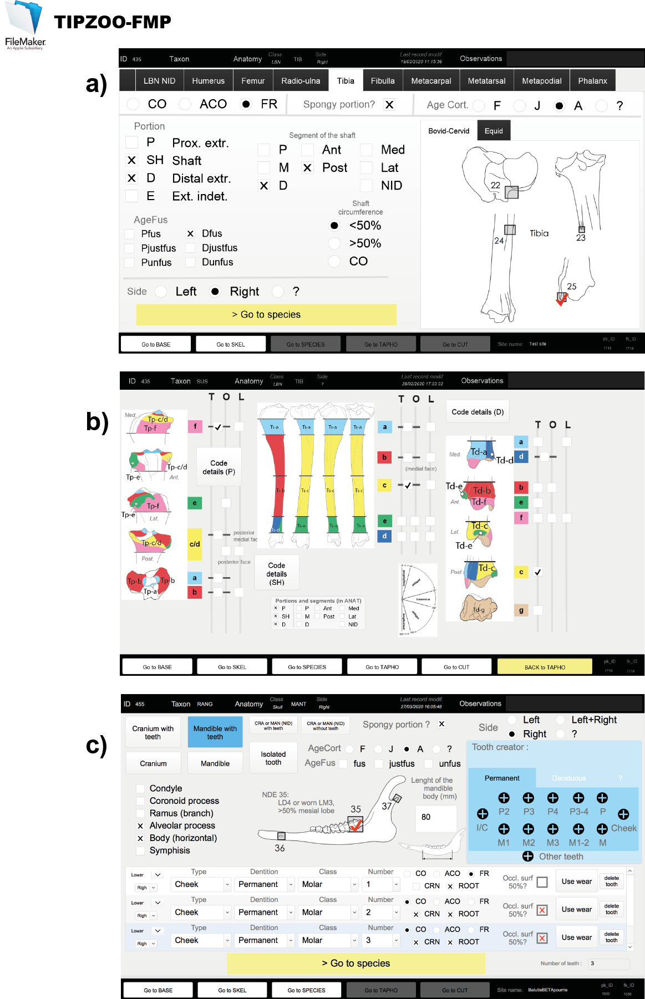 FileMaker
An Apple Subsidiary
TIPZOO-FMP
a)
ID 435 Taxon Anatomy Class LBN TIB Side Right Last record modif. 19/02/2020 11:15:36 Observations
LBN NID Humerus Femur Radio-ulna Tibia Fibulla Metacarpal Metatarsal Metapodial Phalanx
CO ACO FR Spongy portion? X Age Cort. F J A ?
Portion
P Prox. extr.
X SH Shaft
X D Distal extr.
E Ext. indet.
Segment of the shaft
P Ant Med
M X Post Lat
X D NID
AgeFus
Pfus X Dfus
Pjustfus Djustfus
Punfus Dunfus
Shaft
circumference
<50%
>50%
CO
Side Left Right ?
> Go to species
Bovid-Cervid Equid
22
24
Tibia
23
25
Go to BASE Go to SKEL Go to SPECIES Go to TAPHO Go to CUT Site name: Test site pk_ID 1719 fk_ID 1719
b)
ID 435 Taxon SUS Anatomy Class LBN TIB Side ? Last record modif 26/02/2020 17:03:02 Observations
T O L
Med.
Tp-c/d
Tp-f
f
Tp-c/d
Tp-e
Ant.
Code
details (P)
Tp-f
Tp-e
Lat.
e
Tp-c/d
Post.
c/d
posterior
medial fac
posterior face
Tp-b Tp-b
Tp-a
a
b
Ts-a Ts-a Ts-a Ts-a
Ts-b Ts-c Ts-c Ts-c
Ts-d Ts-e Ts-e Ts-e
Code
details
(SH)
T O L
a
b
(medial face)
c
e
d
Portions and segments (in ANAT)
x P P Ant Med
x SH M Post Lat
x D D NID
longitudinal
oblique
transverse
oblique
longitudinal
Code details (D)
T O L
Med.
Td-a
Td-d
a
d
Td-e
Td-b
Ant.
Td-f
b
e
f
Td-c
Lat.
Td-e
Post
Td-c
c
Td-g
g
Go to BASE Go to SKEL Go to SPECIES Go to TAPHO Go to CUT BACK to TAPHO pk_ID 1719 fk_ID 1719
c)
ID 455 Taxon RANG Anatomy Class Skull MANT Side Right Last record modif. 27/03/2020 16:05:48 Observations
Cranium with
teeth
Mandible with
teeth
CRA or MAN (NID)
with teeth
CRA or MAN (NID)
without teeth
Spongy portion ? X
Side Left Left+Right
Right ?
Cranium
Mandible
Isolated
tooth
AgeCort F J A ?
AgeFus fus justfus unfus
Condyle
Coronoid process
Ramus (branch)
X Alveolar process
X Body (horizontal)
Symphisis
NDE 35:
LD4 or worn LM3,
>50% mesial lobe
35
37
36
Lenght of the
mandible
body (mm)
80
Tooth creator :
Permanent Deciduous ?
P2 P3 P4 P3-4 P
I/C Cheek
M1 M2 M3 M1-2 M
Other teeth
Lower Type Dentition Class Number CO ACO FR
Righ Cheek Permanent Molar 1 CRN x ROOT Occl. surf 50%? Use wear delete tooth
Lower Type Dentition Class Number CO ACO FR
Righ Cheek Permanent Molar 2 x CRN x ROOT Occl. surf 50%? X Use wear delete tooth
Lower Type Dentition Class Number CO ACO FR
Righ Cheek Permanent Molar 3 x CRN x ROOT Occl. surf 50%? X Use wear delete tooth
> Go to species
Number of teeth : 3
Go to BASE Go to SKEL Go to SPECIES Go to TAPHO Go to CUT Site name: BalutieBETApourrie pk_ID 1530 fk_ID 1530